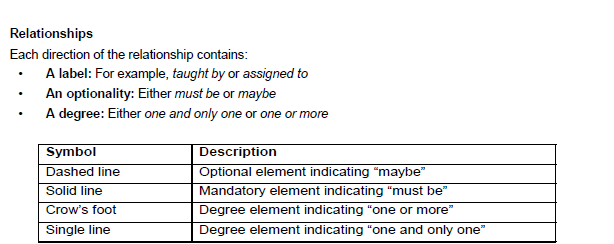 Relationships
Each direction of the relationship contains:
• A label: For example, taught by or assigned to
• An optionality: Either must be or maybe
• A degree: Either one and only one or one or more
Symbol Description
Dashed line Optional element indicating “maybe”
Solid line Mandatory element indicating “must be”
Crow’s foot Degree element indicating “one or more”
Single line Degree element indicating “one and only one”